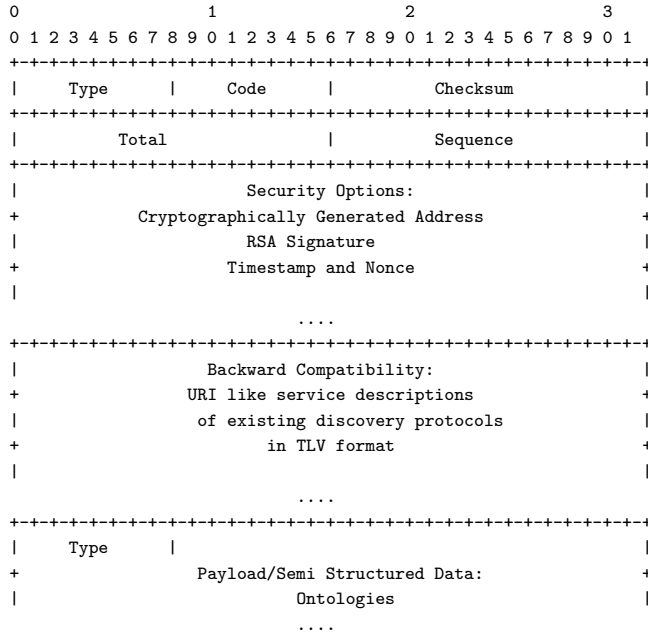 0                   1                   2                   3
0 1 2 3 4 5 6 7 8 9 0 1 2 3 4 5 6 7 8 9 0 1 2 3 4 5 6 7 8 9 0 1
+-+-+-+-+-+-+-+-+-+-+-+-+-+-+-+-+-+-+-+-+-+-+-+-+-+-+-+-+-+-+-+-+
|     Type      |     Code      |          Checksum             |
+-+-+-+-+-+-+-+-+-+-+-+-+-+-+-+-+-+-+-+-+-+-+-+-+-+-+-+-+-+-+-+-+
|          Total                |          Sequence             |
+-+-+-+-+-+-+-+-+-+-+-+-+-+-+-+-+-+-+-+-+-+-+-+-+-+-+-+-+-+-+-+-+
|                       Security Options:                       |
+            Cryptographically Generated Address                +
|                       RSA Signature                           |
+                     Timestamp and Nonce                       +
|                                                               |
                             ....
+-+-+-+-+-+-+-+-+-+-+-+-+-+-+-+-+-+-+-+-+-+-+-+-+-+-+-+-+-+-+-+-+
|                   Backward Compatibility:                     |
+                 URI like service descriptions                 +
|                  of existing discovery protocols              |
+                         in TLV format                         +
|                                                               |
                             ....
+-+-+-+-+-+-+-+-+-+-+-+-+-+-+-+-+-+-+-+-+-+-+-+-+-+-+-+-+-+-+-+-+
|     Type      |                                               |
+                  Payload/Semi Structured Data:                +
|                            Ontologies                         |
                             ....